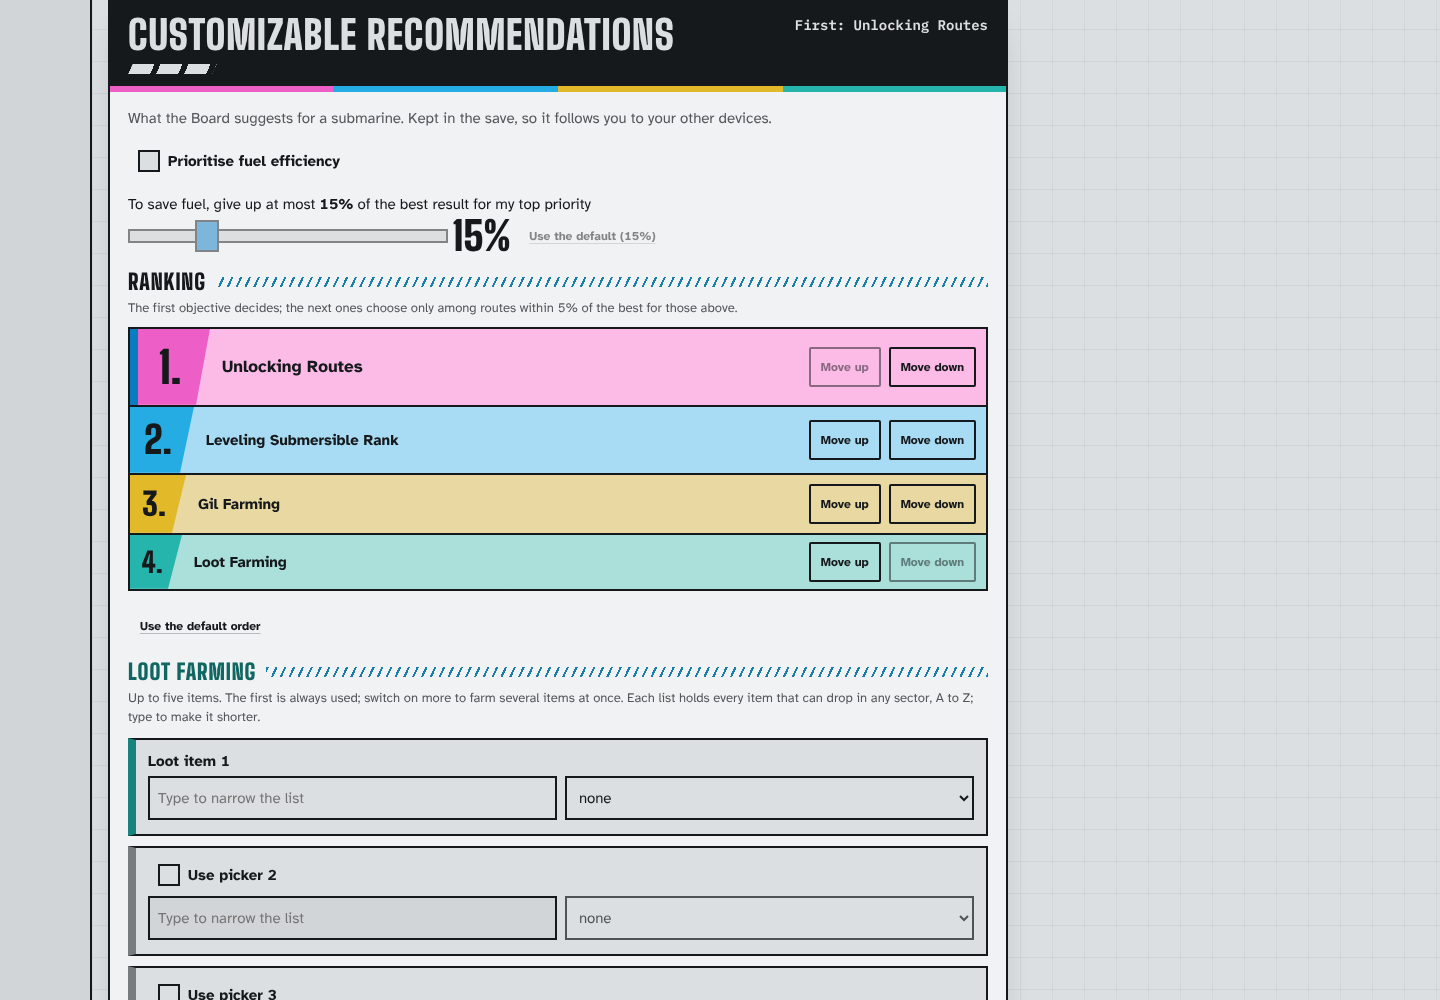 CUSTOMIZABLE RECOMMENDATIONS
First: Unlocking Routes
What the Board suggests for a submarine. Kept in the save, so it follows you to your other devices.
Prioritise fuel efficiency
To save fuel, give up at most 15% of the best result for my top priority
15%
Use the default (15%)
RANKING
The first objective decides; the next ones choose only among routes within 5% of the best for those above.
1. Unlocking Routes Move up Move down
2. Leveling Submersible Rank Move up Move down
3. Gil Farming Move up Move down
4. Loot Farming Move up Move down
Use the default order
LOOT FARMING
Up to five items. The first is always used; switch on more to farm several items at once. Each list holds every item that can drop in any sector, A to Z;
type to make it shorter.
Loot item 1
Type to narrow the list none
Use picker 2
Type to narrow the list none
Use picker 3